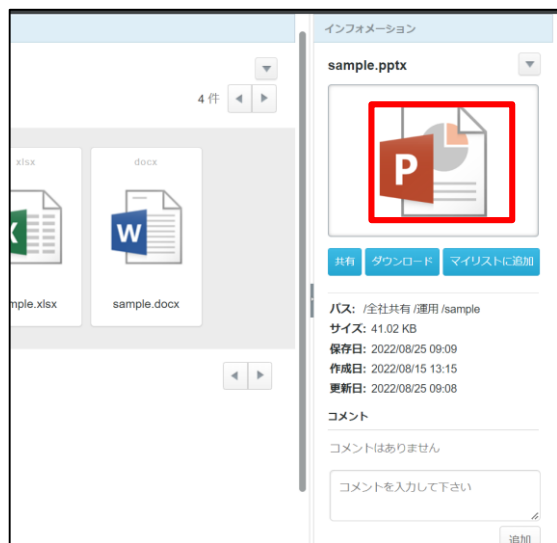 インフォメーション
sample.pptx
4 件
xlsx
docx
W
P
sample.docx
共有 ダウンロード マイリストに追加
パス: /全社共有 /運用 /sample
サイズ: 41.02 KB
保存日: 2022/08/25 09:09
作成日: 2022/08/15 13:15
更新日: 2022/08/25 09:08
コメント
コメントはありません
コメントを入力して下さい
追加